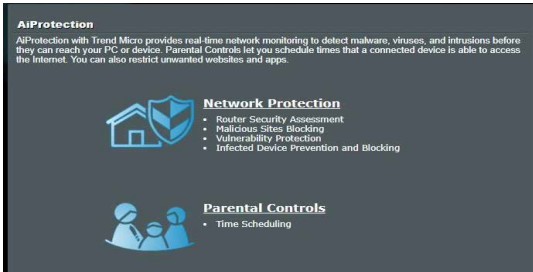 AiProtection
AiProtection with Trend Micro provides real-time network monitoring to detect malware, viruses, and intrusions before
they can reach your PC or device. Parental Controls let you schedule times that a connected device is able to access
the Internet. You can also restrict unwanted websites and apps.
Network Protection
• Router Security Assessment
• Malicious Sites Blocking
• Vulnerability Protection
• Infected Device Prevention and Blocking
Parental Controls
• Time Scheduling